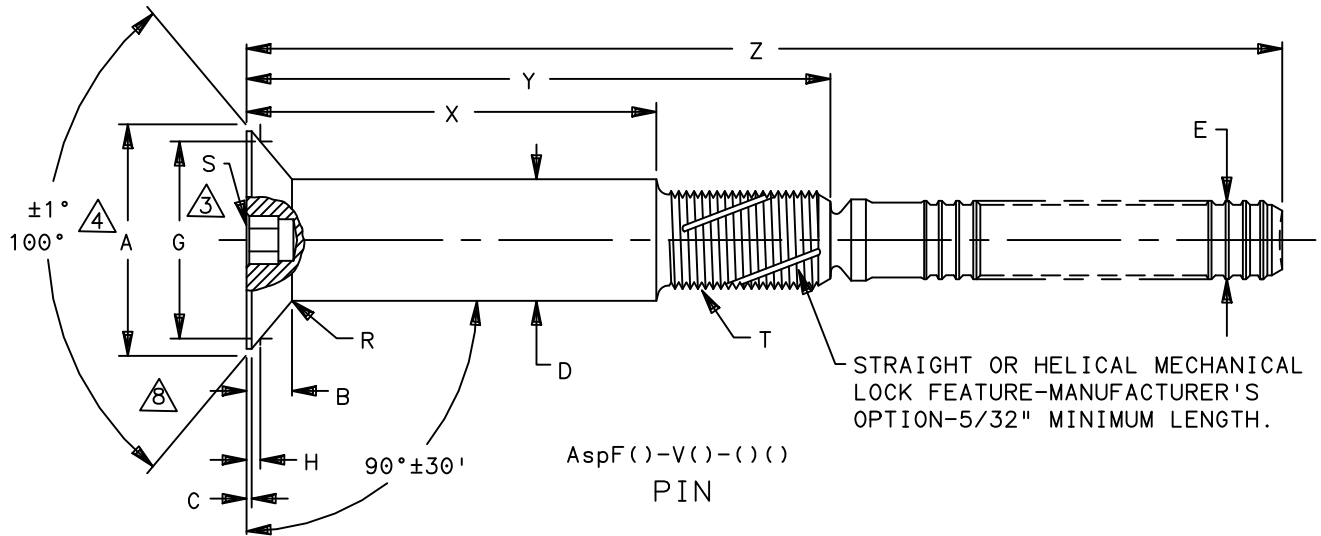 Z
Y
X
E
S
3
±1°
4
100°
A
G
R
T
D
STRAIGHT OR HELICAL MECHANICAL
LOCK FEATURE-MANUFACTURER'S
OPTION-5/32" MINIMUM LENGTH.
8
B
H
90°±30'
C
AspF()-V()-()()
PIN